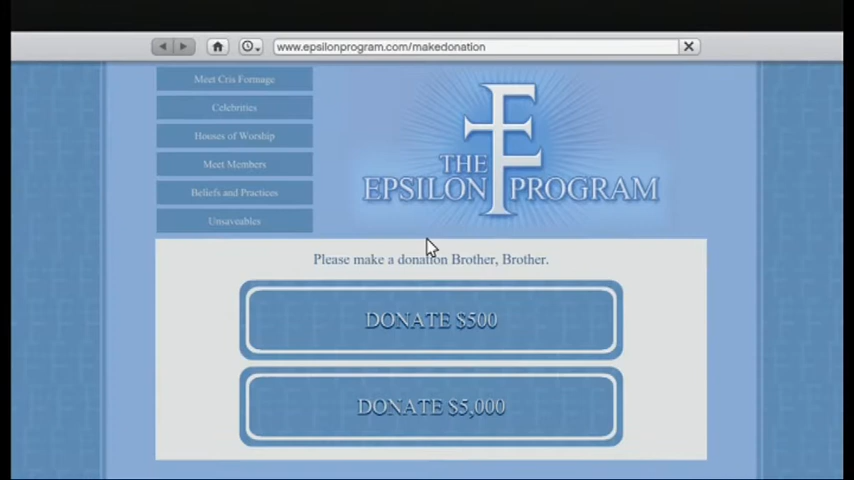 www.epsilonprogram.com/makedonation
Meet Cris Formage
Celebrities
Houses of Worship
Meet Members
Beliefs and Practices
Unsaveables
THE
EPSILON PROGRAM
Please make a donation Brother, Brother.
DONATE $500
DONATE $5,000